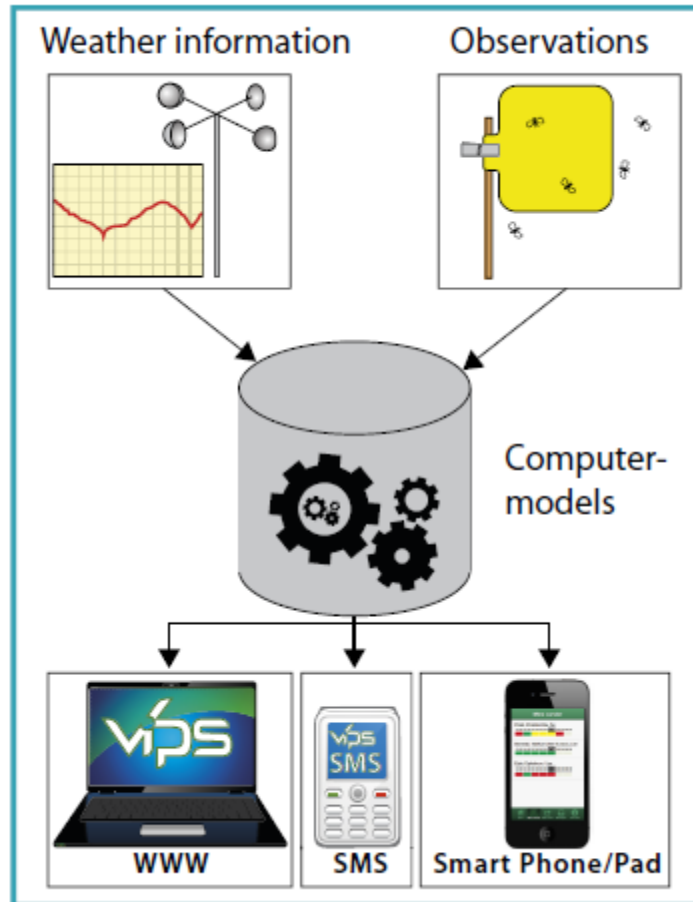 Weather information
Observations
Computer-
models
VIPS
VIPS
SMS
WWW
SMS
Smart Phone/Pad